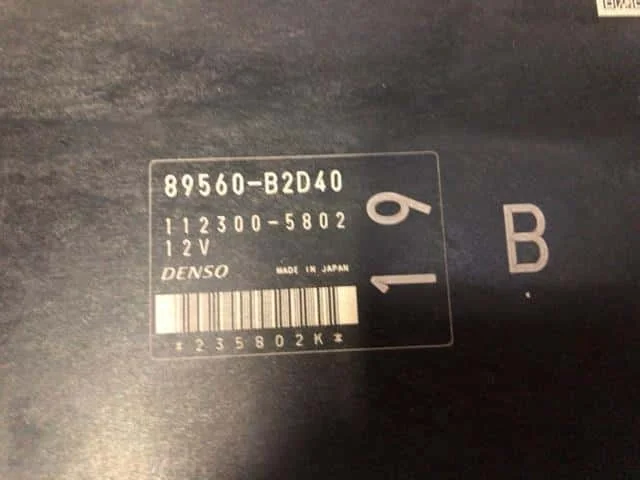 89560-B2D40
112300-5802
12V
DENSO MADE IN JAPAN
*235802K*
19
B